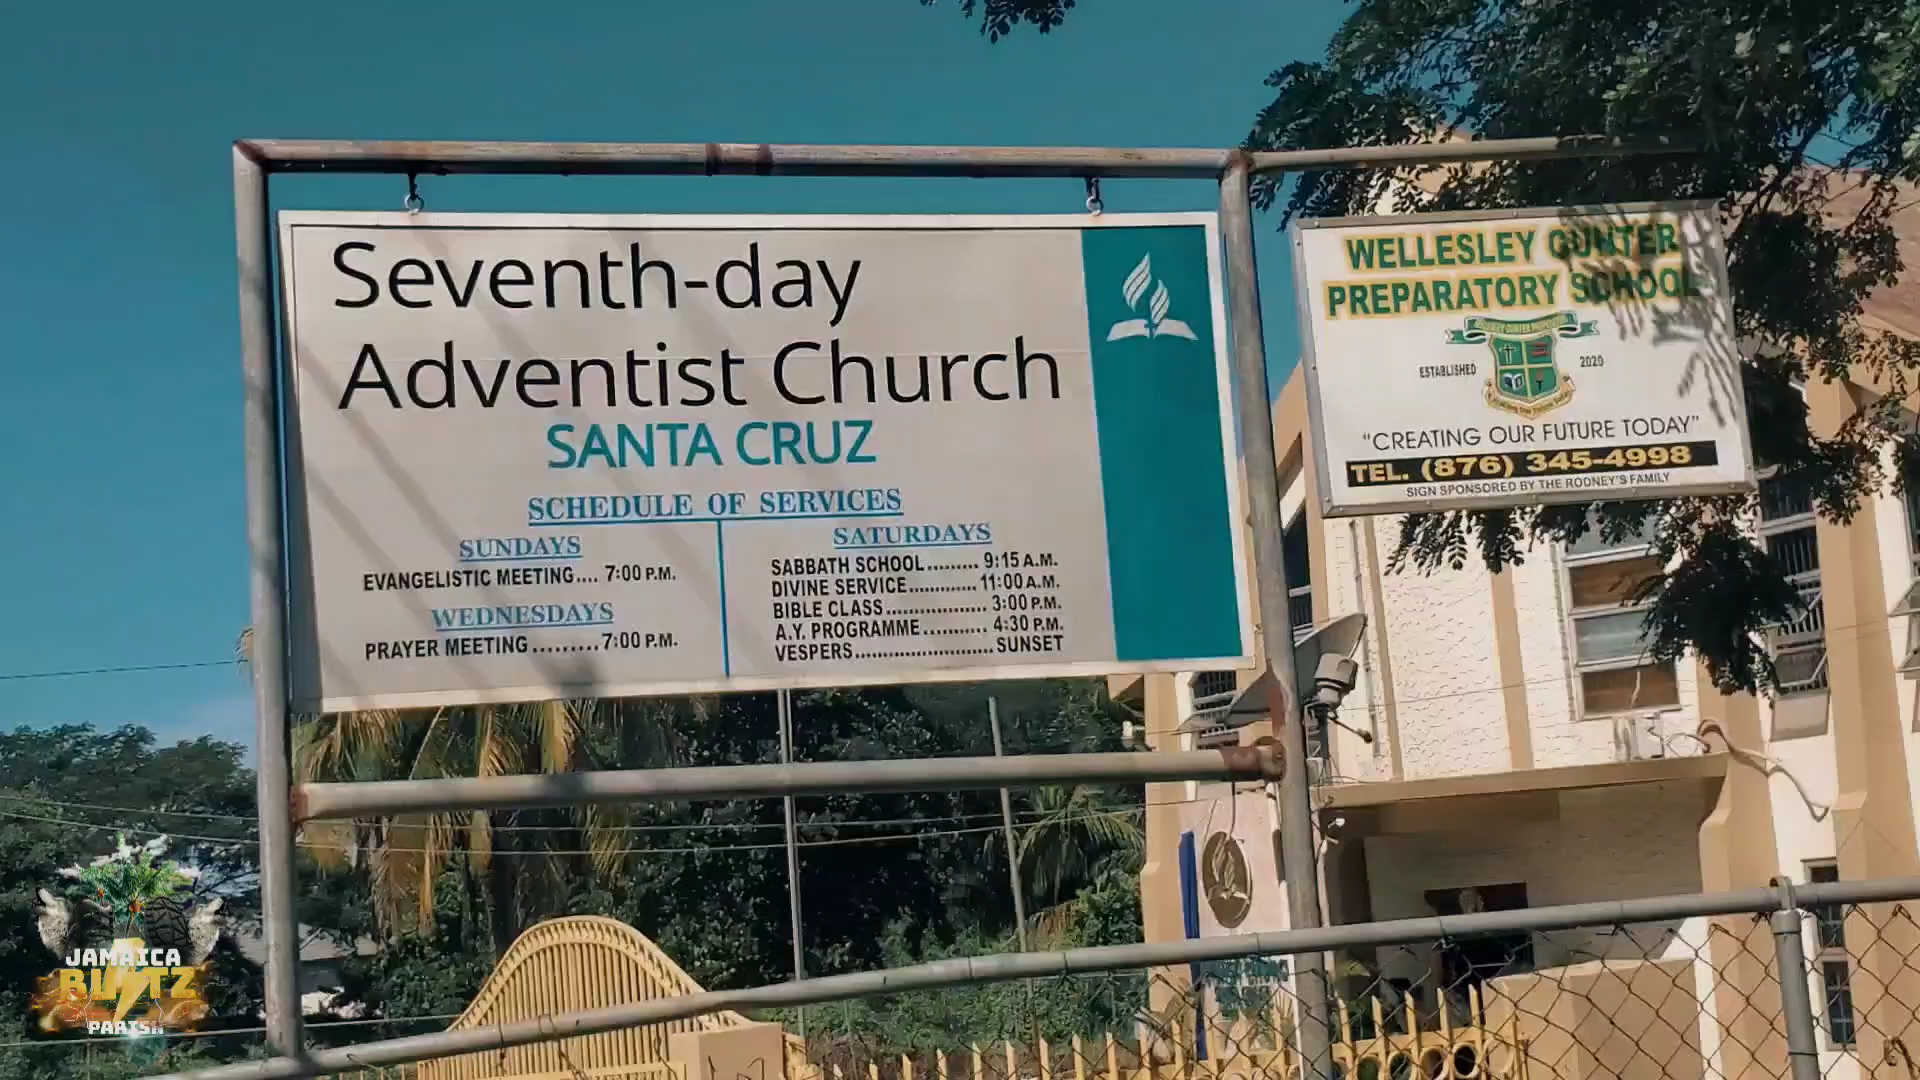 Seventh-day
Adventist Church
SANTA CRUZ
SCHEDULE OF SERVICES
SUNDAYS
EVANGELISTIC MEETING.... 7:00 P.M.
WEDNESDAYS
PRAYER MEETING.........7:00 P.M.
SATURDAYS
SABBATH SCHOOL......... 9:15 A.M.
DIVINE SERVICE............ 11:00 A.M.
BIBLE CLASS.................. 3:00 P.M.
A.Y. PROGRAMME........... 4:30 P.M.
VESPERS........................ SUNSET
WELLESLEY GUNTER
PREPARATORY SCHOOL
ESTABLISHED 2020
"CREATING OUR FUTURE TODAY"
TEL. (876) 345-4998
SIGN SPONSORED BY THE RODNEY'S FAMILY
JAMAICA
PARISH